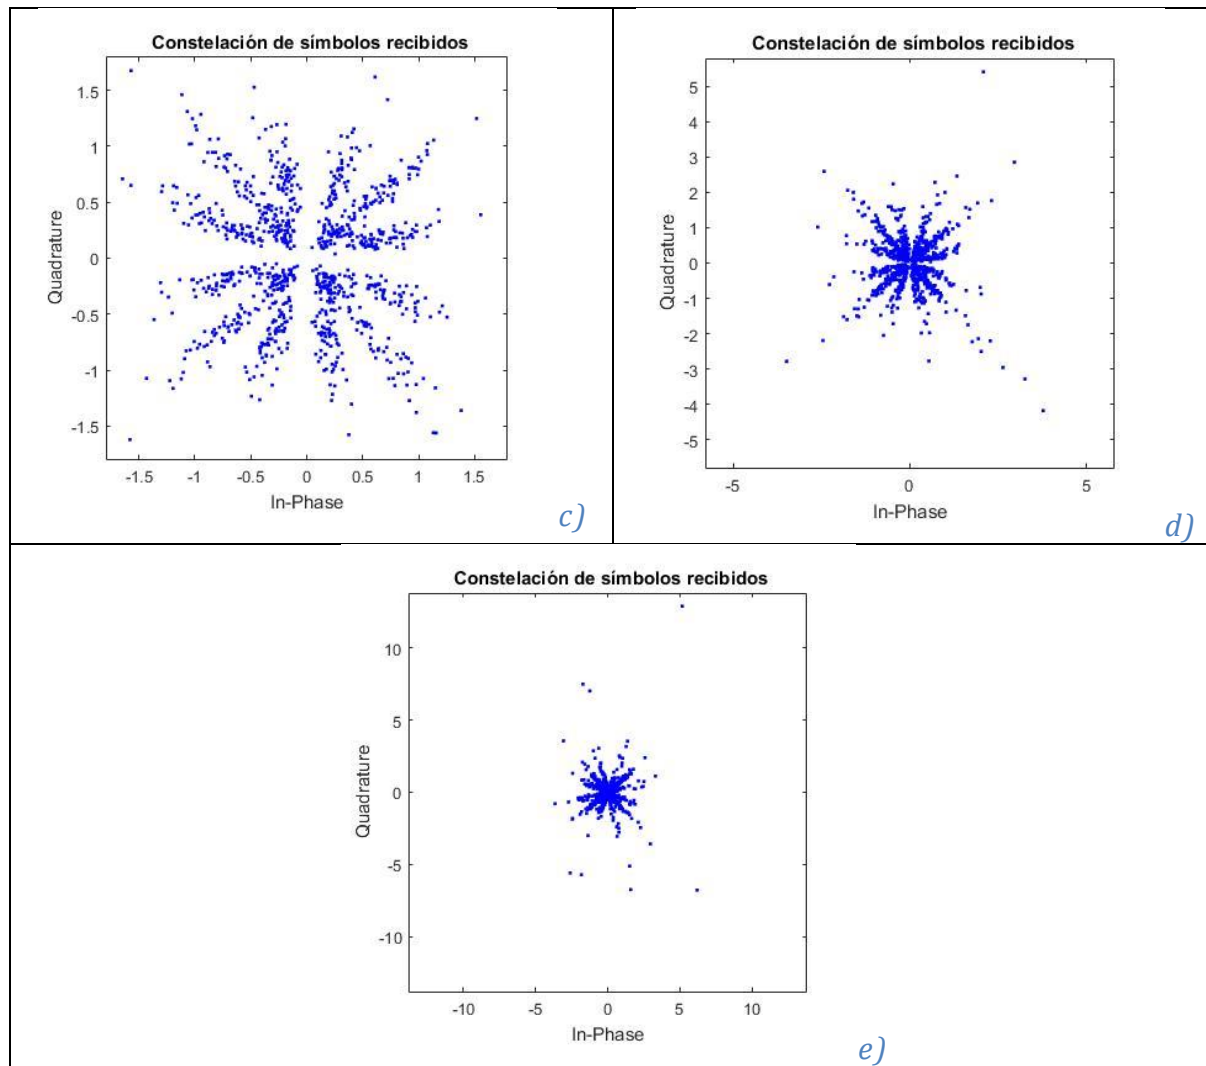 Constelación de símbolos recibidos
1.5
1
0.5
0
-0.5
-1
-1.5
Quadrature
-1.5 -1 -0.5 0 0.5 1 1.5
In-Phase
c)
Constelación de símbolos recibidos
5
4
3
2
1
0
-1
-2
-3
-4
-5
Quadrature
-5 0 5
In-Phase
d)
Constelación de símbolos recibidos
10
5
0
-5
-10
Quadrature
-10 -5 0 5 10
In-Phase
e)